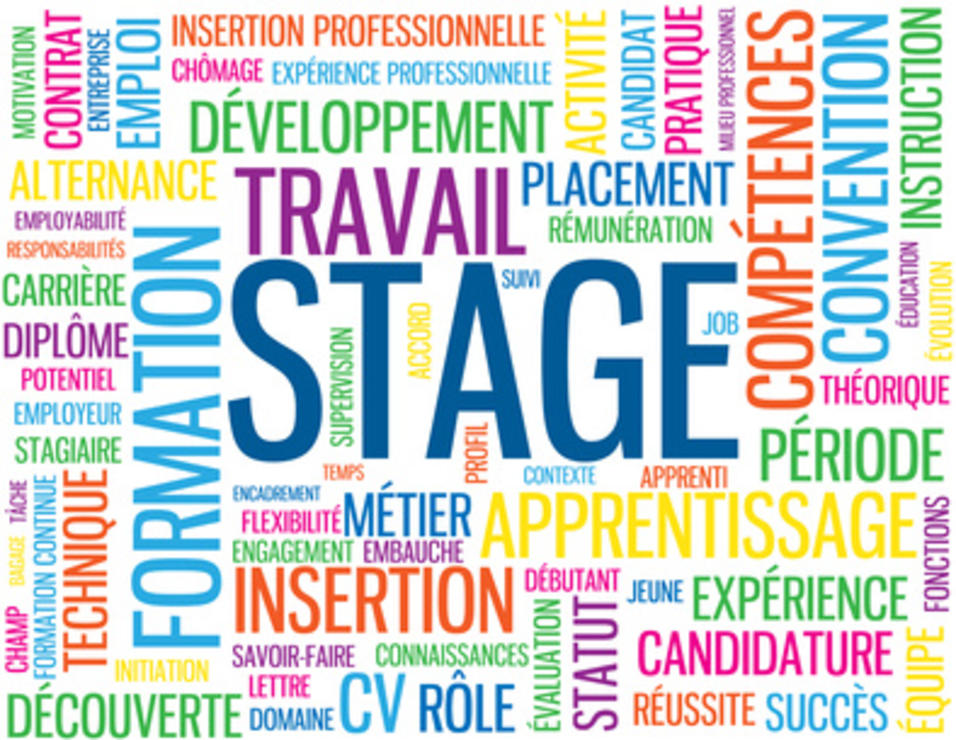 MOTIVATION
CONTRAT
ENTREPRISE
EMPLOI
INSERTION PROFESSIONNELLE
CHÔMAGE
EXPÉRIENCE PROFESSIONNELLE
DÉVELOPPEMENT
ACTIVITÉ
CANDIDAT
PRATIQUE
MILIEU PROFESSIONNEL
COMPÉTENCES
CONVENTION
INSTRUCTION
ALTERNANCE
TRAVAIL
PLACEMENT
RÉMUNÉRATION
EMPLOYABILITÉ
RESPONSABILITÉS
CARRIÈRE
DIPLÔME
POTENTIEL
EMPLOYEUR
STAGIAIRE
FORMATION
STAGE
SUIVI
JOB
SUPERVISION
ACCORD
PROFIL
ÉDUCATION
ÉVOLUTION
THÉORIQUE
PÉRIODE
TEMPS
CONTEXTE
APPRENTI
TÂCHE
BAGAGE
FORMATION CONTINUE
TECHNIQUE
ENCADREMENT
FLEXIBILITÉ
MÉTIER
APPRENTISSAGE
FONCTIONS
ENGAGEMENT
EMBAUCHE
INSERTION
DÉBUTANT
JEUNE
EXPÉRIENCE
CHAMP
INITIATION
SAVOIR-FAIRE
CONNAISSANCES
ÉVALUATION
STATUT
CANDIDATURE
ÉQUIPE
DÉCOUVERTE
LETTRE
DOMAINE
CV
RÔLE
RÉUSSITE
SUCCÈS